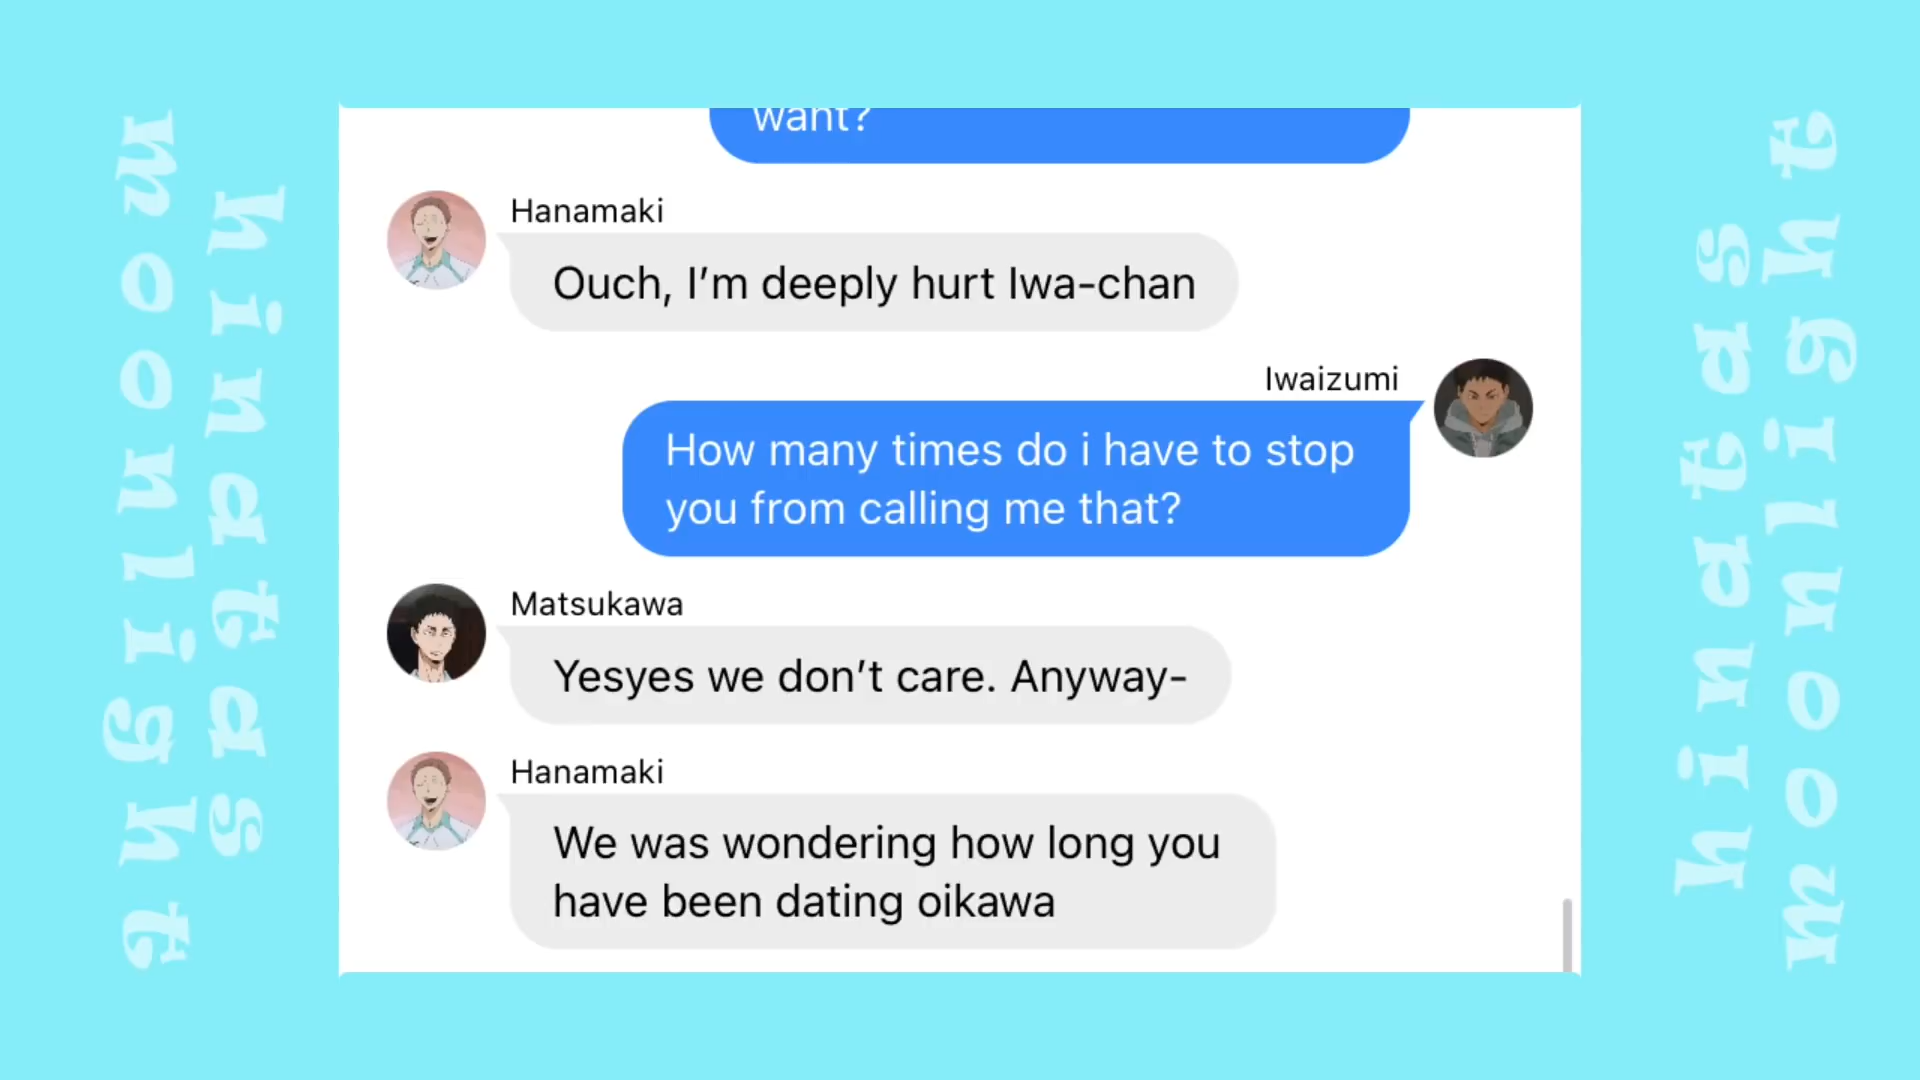 want?
Hanamaki
Ouch, I’m deeply hurt Iwa-chan
Iwaizumi
How many times do i have to stop
you from calling me that?
Matsukawa
Yesyes we don’t care. Anyway-
Hanamaki
We was wondering how long you
have been dating oikawa
hinatas
moonlight
hinatas
moonlight